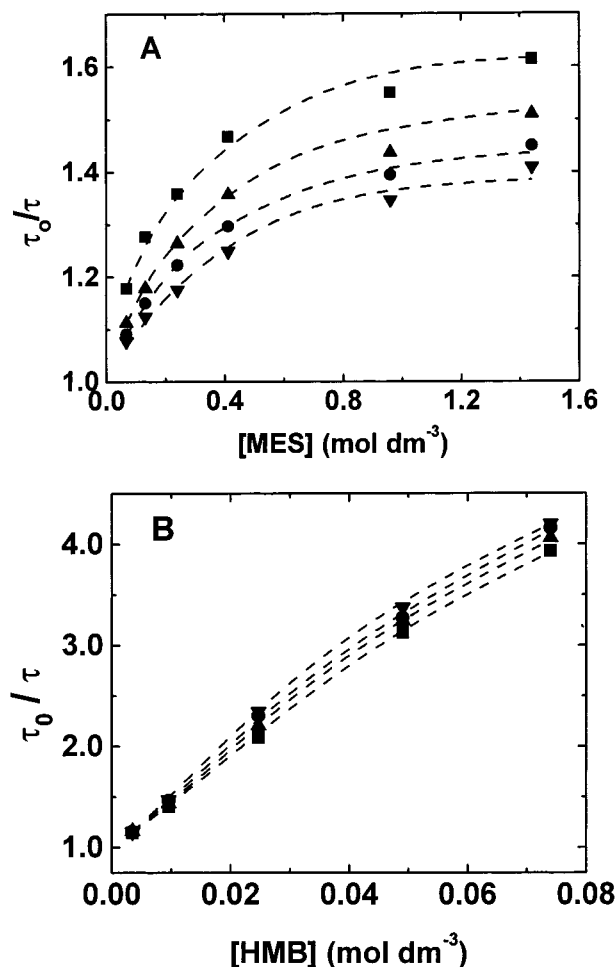 A
1.6
1.4
1.2
1.0
τₒ/τ
0.0 0.4 0.8 1.2 1.6
[MES] (mol dm⁻³)
B
4.0
3.0
2.0
1.0
τ₀ / τ
0.00 0.02 0.04 0.06 0.08
[HMB] (mol dm⁻³)